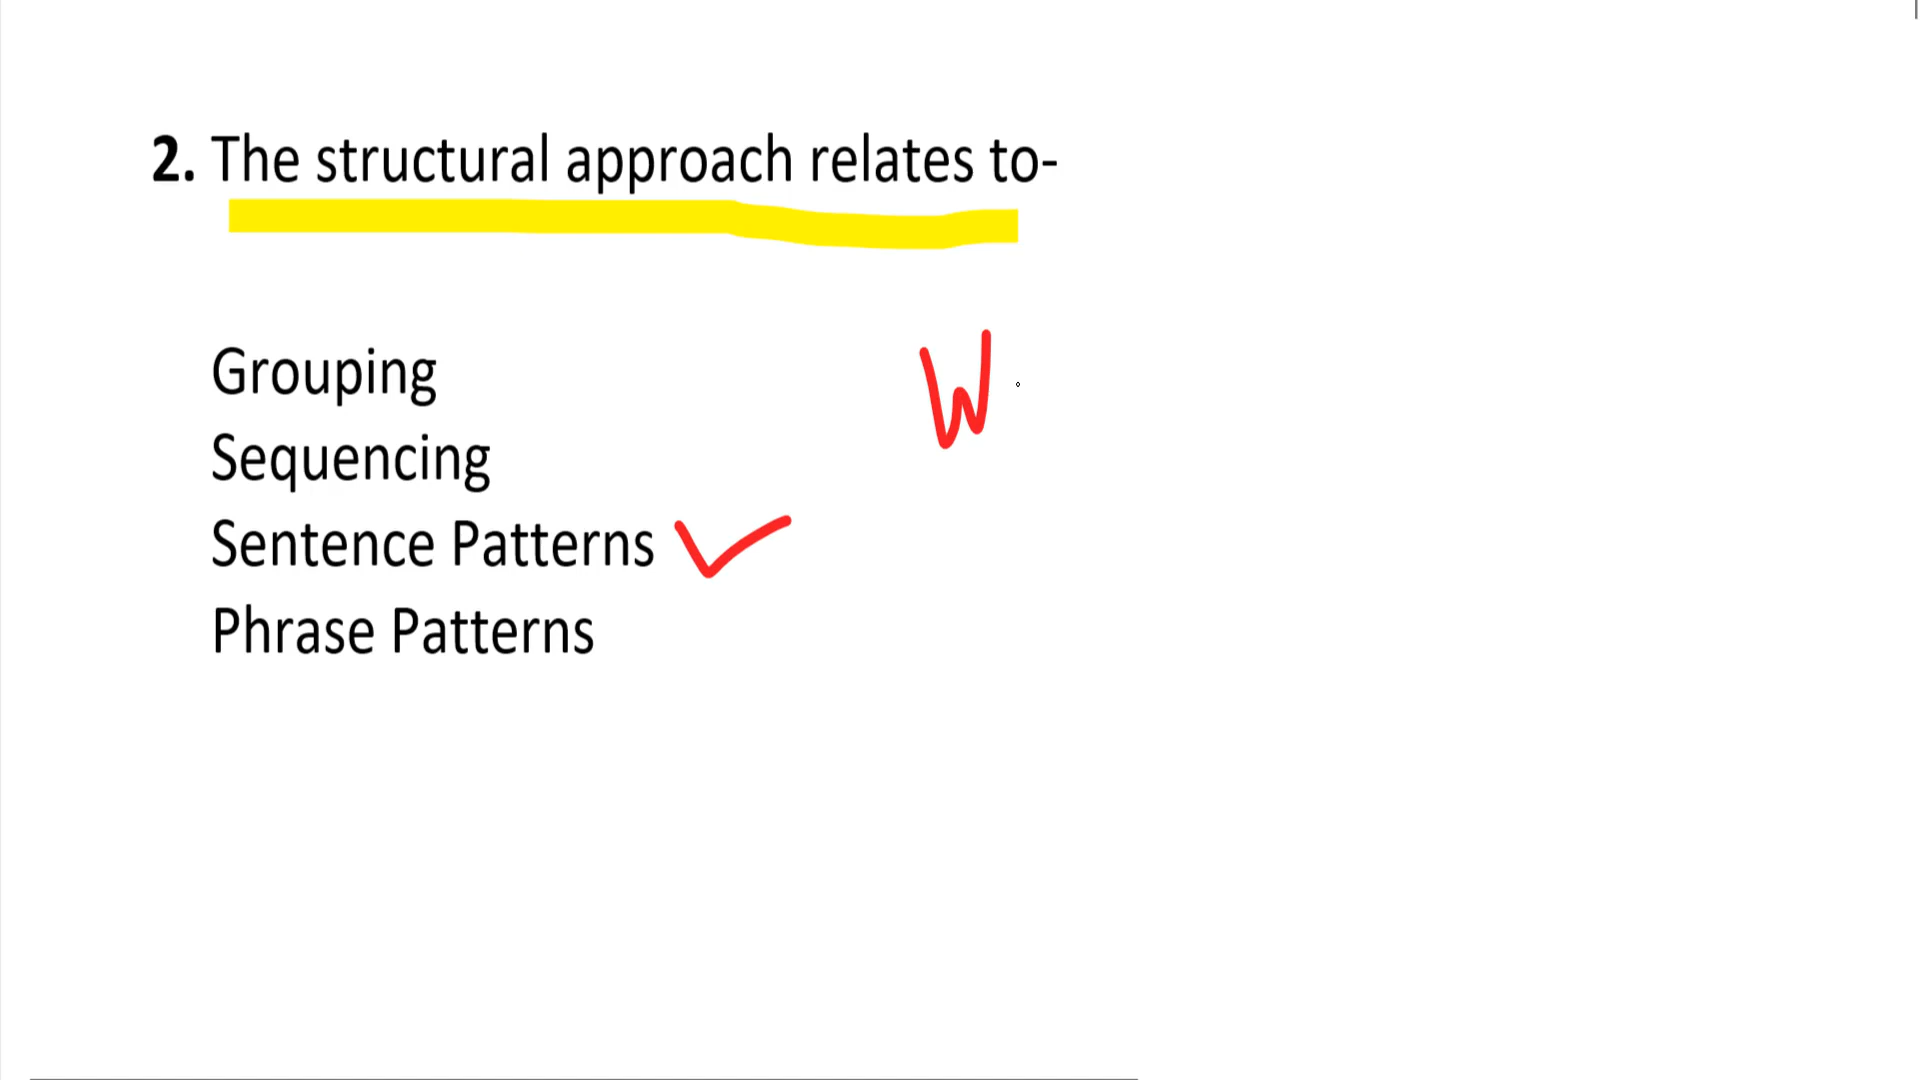 2. The structural approach relates to-
Grouping
W
Sequencing
Sentence Patterns
Phrase Patterns